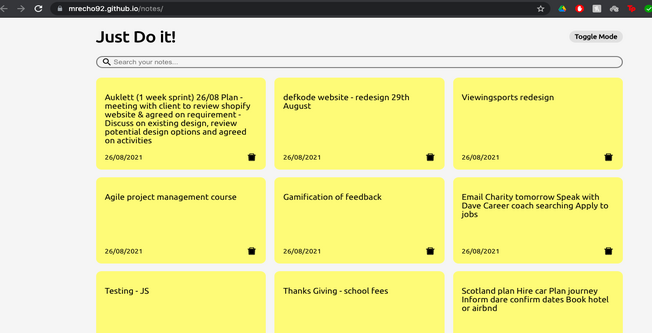 mrecho92.github.io/notes/
Just Do it!
Toggle Mode
Search your notes...
Auklett (1 week sprint) 26/08 Plan -
meeting with client to review shopify
website & agreed on requirement -
Discuss on existing design, review
potential design options and agreed
on activities
26/08/2021
defkode website - redesign 29th
August
26/08/2021
Viewingsports redesign
26/08/2021
Agile project management course
26/08/2021
Gamification of feedback
26/08/2021
Email Charity tomorrow Speak with
Dave Career coach searching Apply to
jobs
26/08/2021
Testing - JS
Thanks Giving - school fees
Scotland plan Hire car Plan journey
Inform dare confirm dates Book hotel
or airbnd